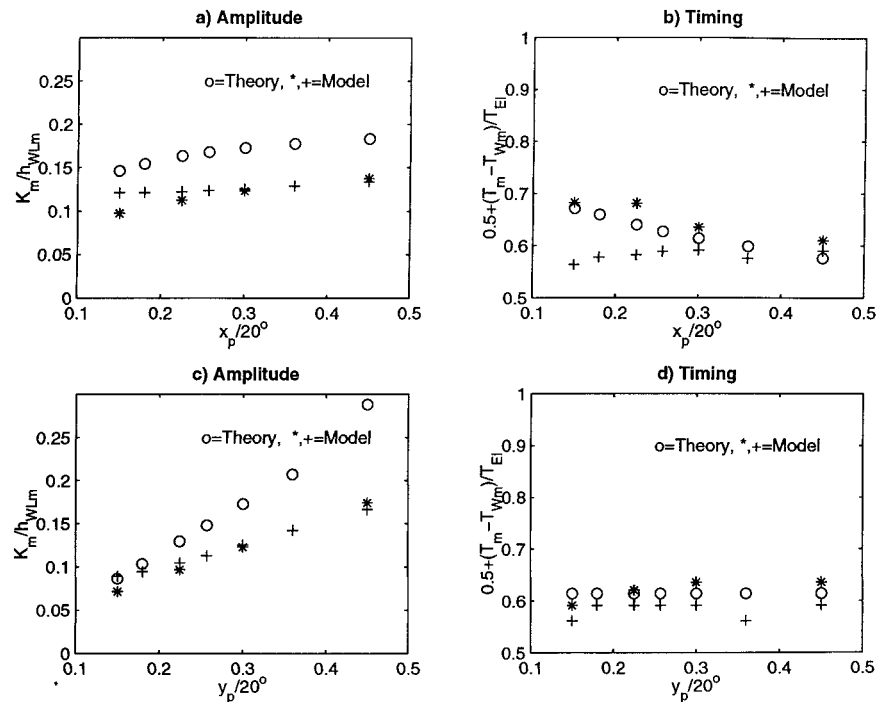 a) Amplitude
0.25
0.2
0.15
0.1
0.05
0
K_m/h_WLm
o=Theory, *,+=Model
0.1 0.2 0.3 0.4 0.5
x_p/20°
b) Timing
1
0.9
0.8
0.7
0.6
0.5
0.5+(T_m−T_Wm)/T_EI
o=Theory, *,+=Model
0.1 0.2 0.3 0.4 0.5
x_p/20°
c) Amplitude
0.25
0.2
0.15
0.1
0.05
0
K_m/h_WLm
o=Theory, *,+=Model
0.1 0.2 0.3 0.4 0.5
y_p/20°
d) Timing
1
0.9
0.8
0.7
0.6
0.5
0.5+(T_m−T_Wm)/T_EI
o=Theory, *,+=Model
0.1 0.2 0.3 0.4 0.5
y_p/20°